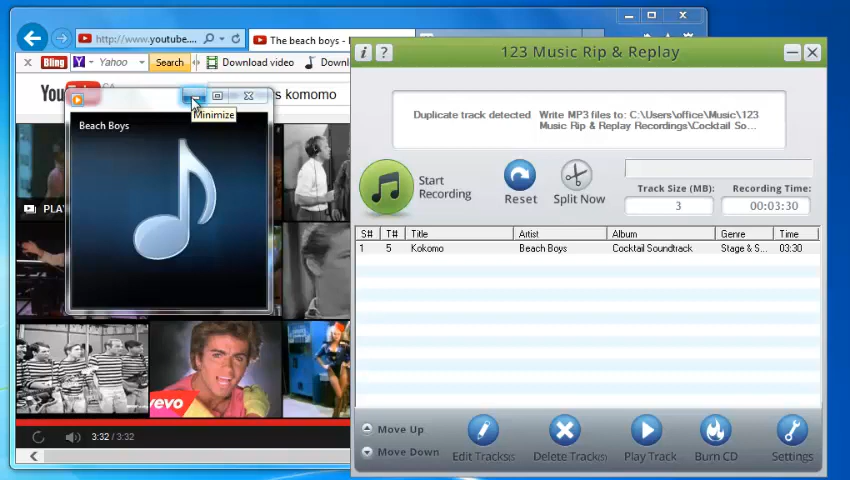 http://www.youtube....
The beach boys -
Bing
Yahoo
Search
Download video
Downl
You
CA
s komomo
Minimize
Beach Boys
PLAY
vevo
3:32 / 3:32
i ?
123 Music Rip & Replay
Duplicate track detected
Write MP3 files to: C:\Users\office\Music\123
Music Rip & Replay Recordings\Cocktail So...
Start
Recording
Reset
Split Now
Track Size (MB):
Recording Time:
3
00:03:30
S# T# Title Artist Album Genre Time
1 5 Kokomo Beach Boys Cocktail Soundtrack Stage & S... 03:30
Move Up
Move Down
Edit Track(s)
Delete Track(s)
Play Track
Burn CD
Settings